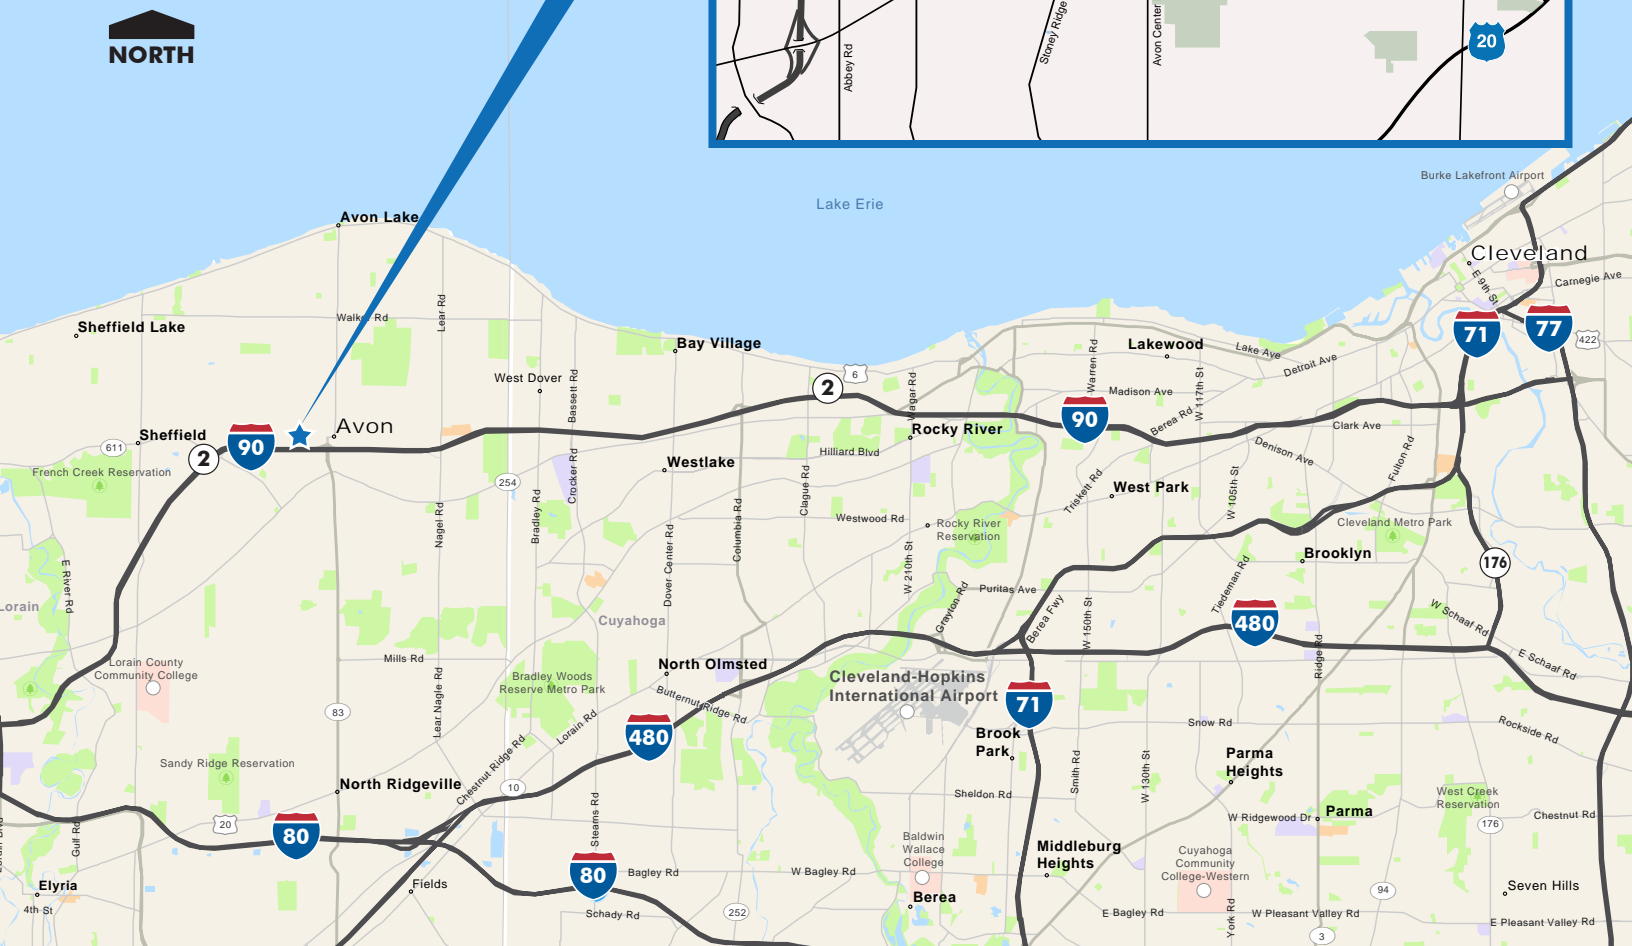 NORTH
Abbey Rd
Stoney Ridge
Avon Center
20
Burke Lakefront Airport
Lake Erie
Avon Lake
Cleveland
E 9th St
Carnegie Ave
Sheffield Lake
Walker Rd
Lear Rd
Bay Village
Lakewood
Lake Ave
Detroit Ave
71
77
422
West Dover
Bassett Rd
2
6
Wagar Rd
Warren Rd
Madison Ave
W 117th St
Berea Rd
Avon
Sheffield
611
2
90
90
Rocky River
Clark Ave
Hilliard Blvd
Denison Ave
Fulton Rd
French Creek Reservation
254
Crocker Rd
Westlake
Clague Rd
Triskett Rd
West Park
W 105th St
Nagel Rd
Bradley Rd
Columbia Rd
Westwood Rd
Rocky River
Reservation
Cleveland Metro Park
Brooklyn
176
E River Rd
Dover Center Rd
W 210th St
Puritas Ave
Grayton Rd
Berea Fwy
W 150th St
Tiedeman Rd
480
W Schaaf Rd
Lorain
Cuyahoga
Lorain County
Community College
Mills Rd
North Olmsted
Ridge Rd
E Schaaf Rd
Bradley Woods
Reserve Metro Park
Butternut Ridge Rd
Cleveland-Hopkins
International Airport
71
83
Lear Nagle Rd
Lorain Rd
480
Snow Rd
Rockside Rd
Brook
Park
Sandy Ridge Reservation
Chestnut Ridge Rd
Smith Rd
W 130th St
Parma
Heights
North Ridgeville
10
Sheldon Rd
West Creek
Reservation
Parma
W Ridgewood Dr
176
Chestnut Rd
20
80
Gulf Rd
Stearns Rd
Baldwin
Wallace
College
Middleburg
Heights
Cuyahoga
Community
College-Western
80
Bagley Rd
W Bagley Rd
Elyria
4th St
Fields
Berea
94
Seven Hills
Schady Rd
252
E Bagley Rd
York Rd
W Pleasant Valley Rd
3
E Pleasant Valley Rd